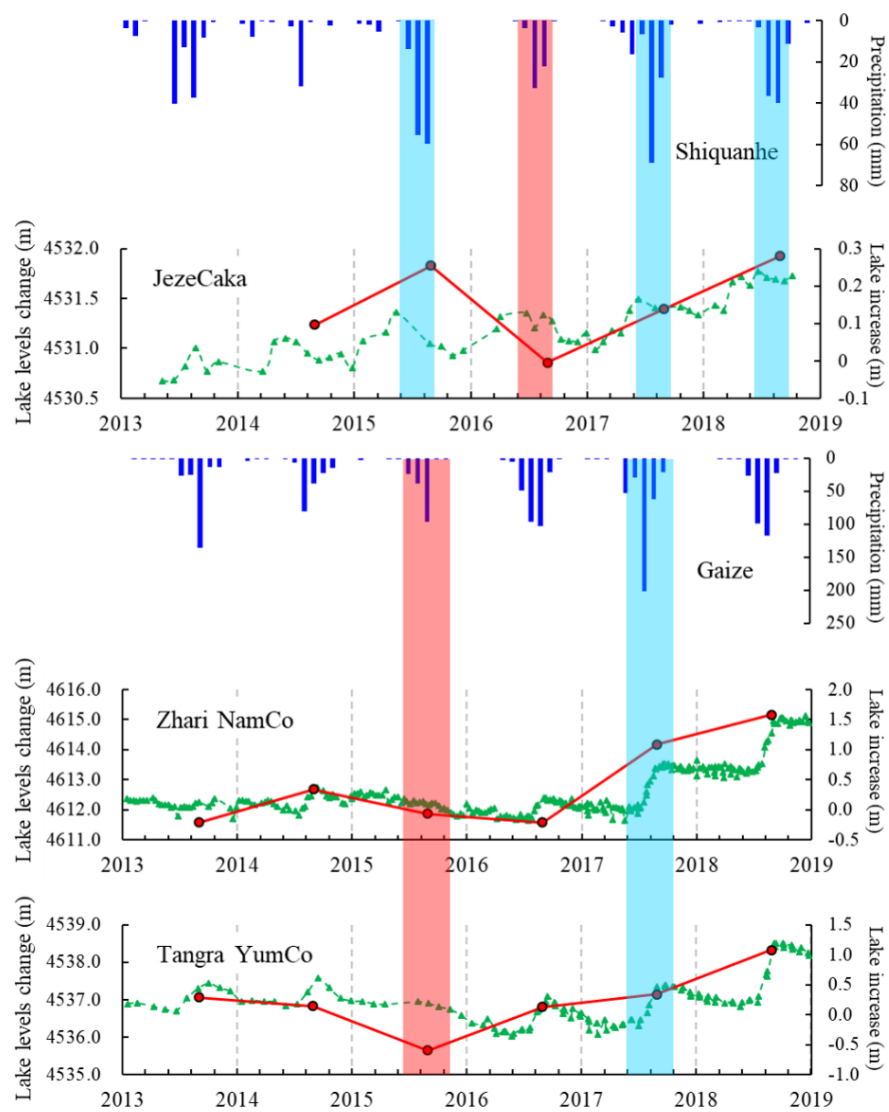 0
20
40
60
80
Precipitation (mm)
Shiquanhe
Lake levels change (m)
4532.0
4531.5
4531.0
4530.5
JezeCaka
0.3
0.2
0.1
0
-0.1
Lake increase (m)
2013 2014 2015 2016 2017 2018 2019
0
50
100
150
200
250
Precipitation (mm)
Gaize
Lake levels change (m)
4616.0
4615.0
4614.0
4613.0
4612.0
4611.0
Zhari NamCo
2.0
1.5
1.0
0.5
0.0
-0.5
Lake increase (m)
2013 2014 2015 2016 2017 2018 2019
Lake levels change (m)
4539.0
4538.0
4537.0
4536.0
4535.0
Tangra YumCo
1.5
1.0
0.5
0.0
-0.5
-1.0
Lake increase (m)
2013 2014 2015 2016 2017 2018 2019